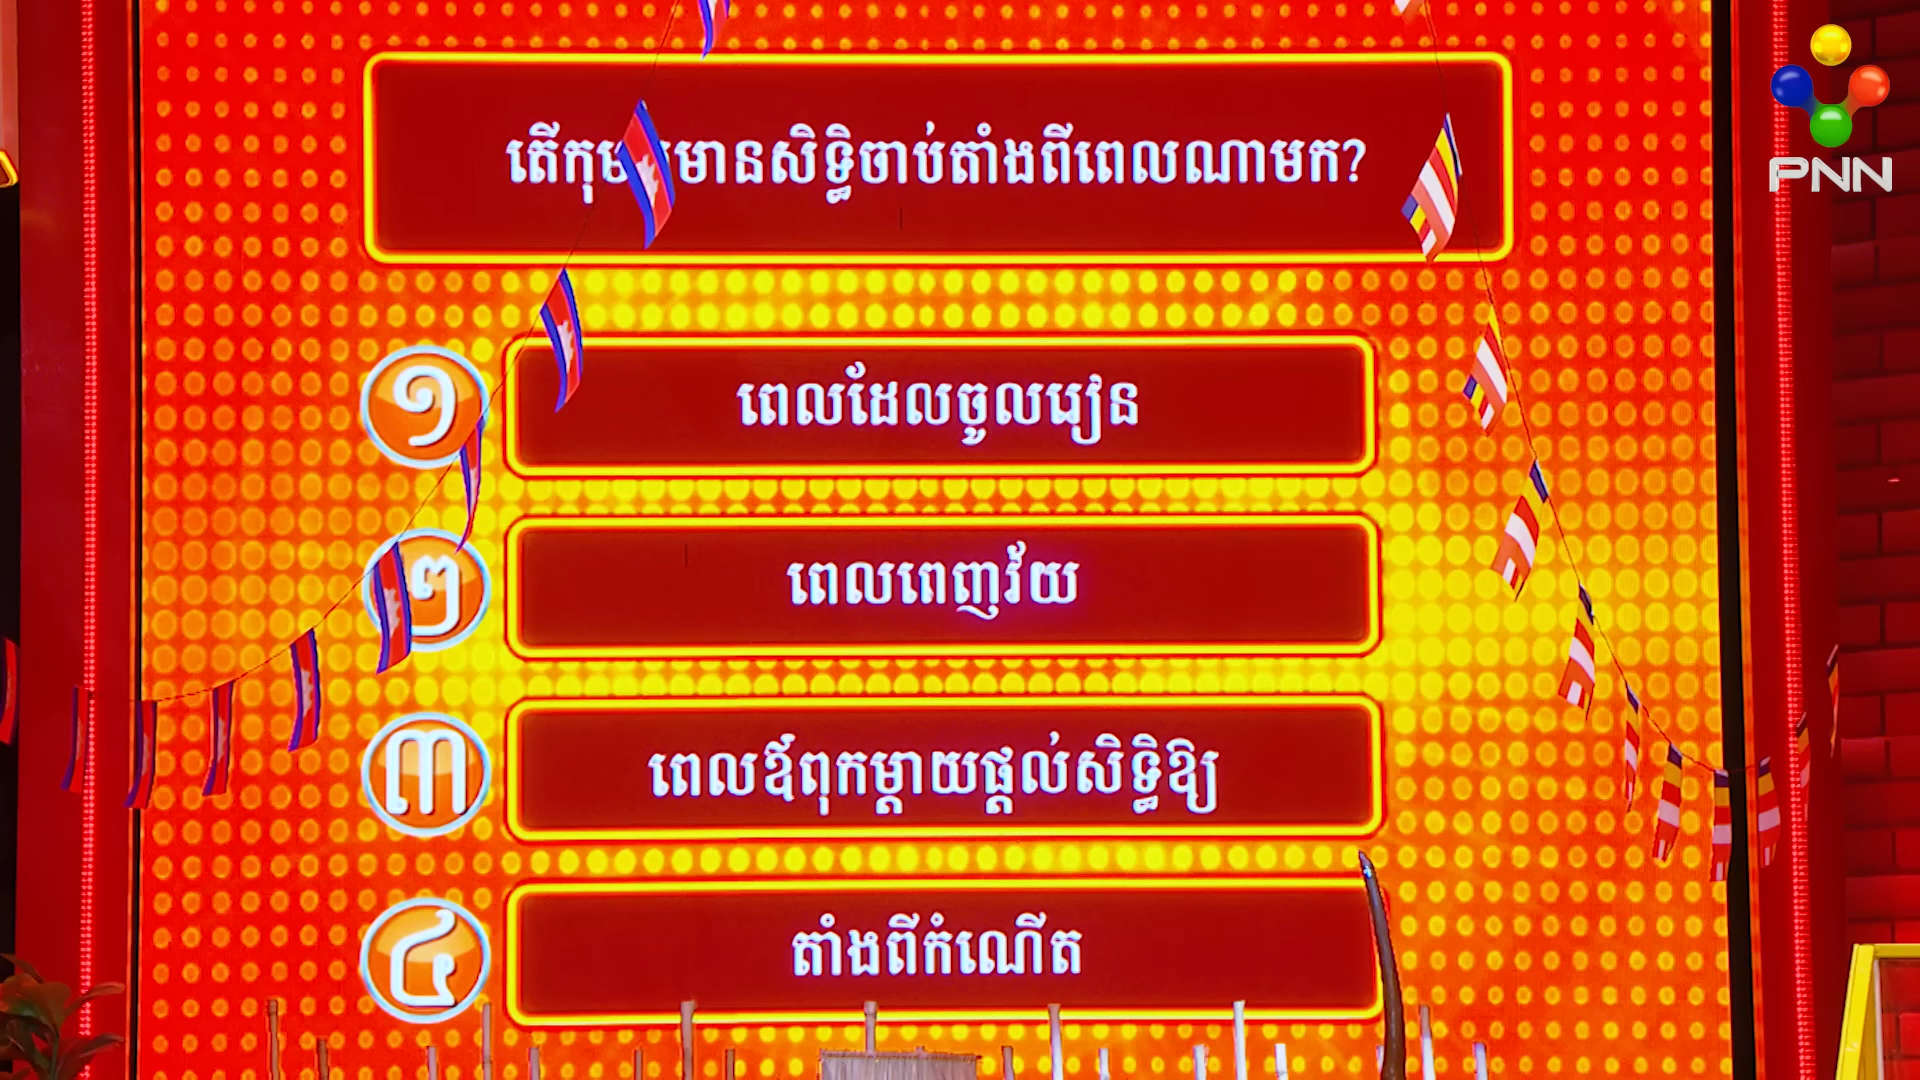 តើកុមារមានសិទ្ធិចាប់តាំងពីពេលណាមក?
១
ពេលដែលចូលរៀន
២
ពេលពេញវ័យ
៣
ពេលឪពុកម្តាយផ្តល់សិទ្ធិឱ្យ
៤
តាំងពីកំណើត
PNN